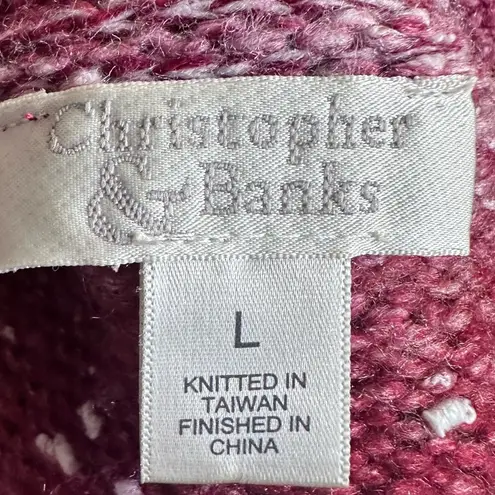 Christopher
& Banks
L
KNITTED IN
TAIWAN
FINISHED IN
CHINA